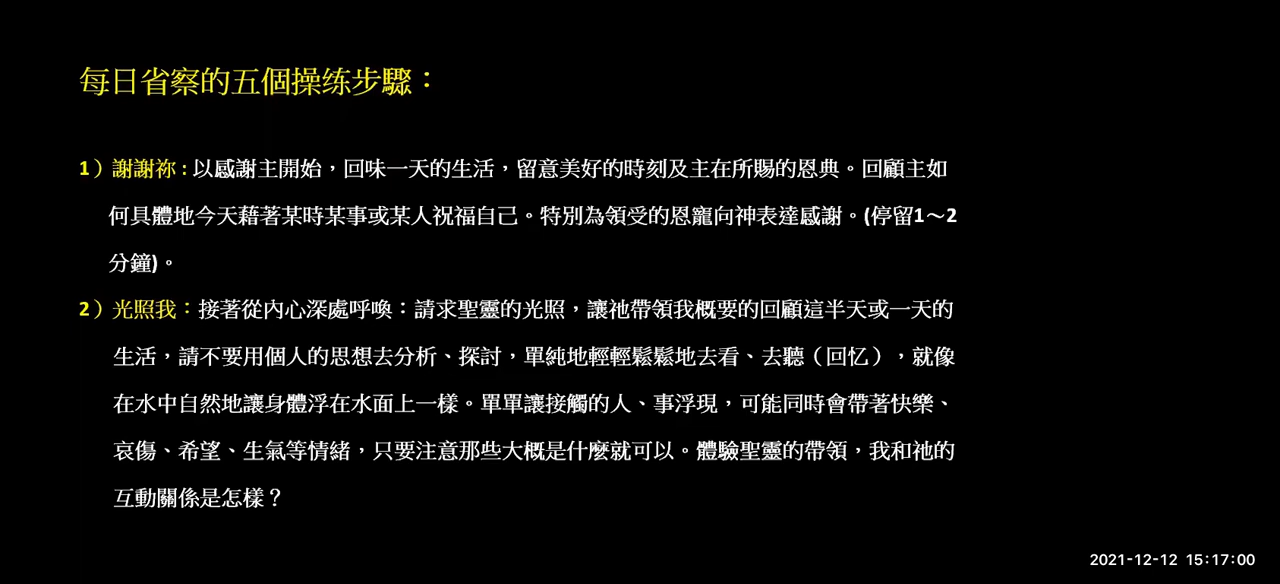 每日省察的五個操练步驟：
1）謝謝祢 : 以感謝主開始，回味一天的生活，留意美好的時刻及主在所賜的恩典。回顧主如
何具體地今天藉著某時某事或某人祝福自己。特別為領受的恩寵向神表達感謝。(停留1～2
分鐘)。
2）光照我：接著從內心深處呼喚：請求聖靈的光照，讓祂帶領我概要的回顧這半天或一天的
生活，請不要用個人的思想去分析、探討，單純地輕輕鬆鬆地去看、去聽（回忆），就像
在水中自然地讓身體浮在水面上一樣。單單讓接觸的人、事浮現，可能同時會帶著快樂、
哀傷、希望、生氣等情緒，只要注意那些大概是什麼就可以。體驗聖靈的帶領，我和祂的
互動關係是怎樣？
2021-12-12 15:17:00